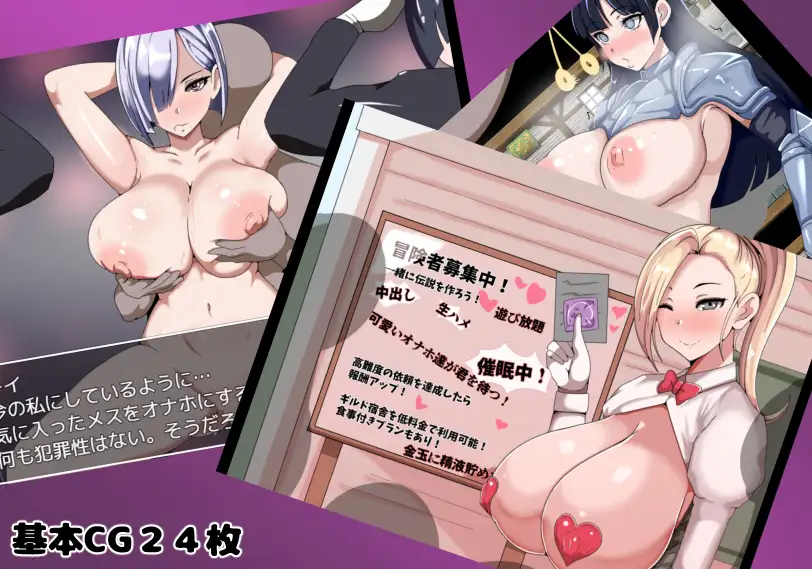 冒険者募集中！
一緒に伝説を作ろう！
中出し
生ハメ
遊び放題
可愛いオナホ達が君を待つ！
催眠中！
高難度の依頼を達成したら
報酬アップ！
ギルド宿舎を低料金で利用可能！
食事付きプランもあり！
金玉に精液貯め
イ
今の私にしているように…
気に入ったメスをオナホにする
何も犯罪性はない。そうだろ
基本CG２４枚